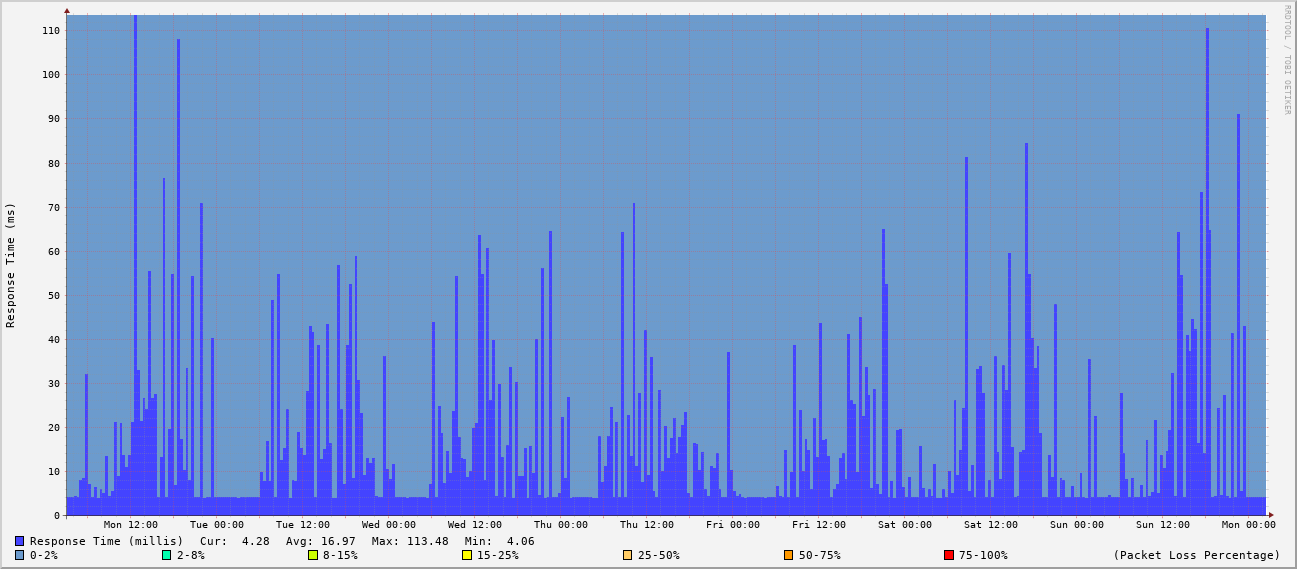 RRDTOOL / TOBI OETIKER
Response Time (ms)
110
100
90
80
70
60
50
40
30
20
10
0
Mon 12:00 Tue 00:00 Tue 12:00 Wed 00:00 Wed 12:00 Thu 00:00 Thu 12:00 Fri 00:00 Fri 12:00 Sat 00:00 Sat 12:00 Sun 00:00 Sun 12:00 Mon 00:00
Response Time (millis) Cur: 4.28 Avg: 16.97 Max: 113.48 Min: 4.06
0-2% 2-8% 8-15% 15-25% 25-50% 50-75% 75-100% (Packet Loss Percentage)